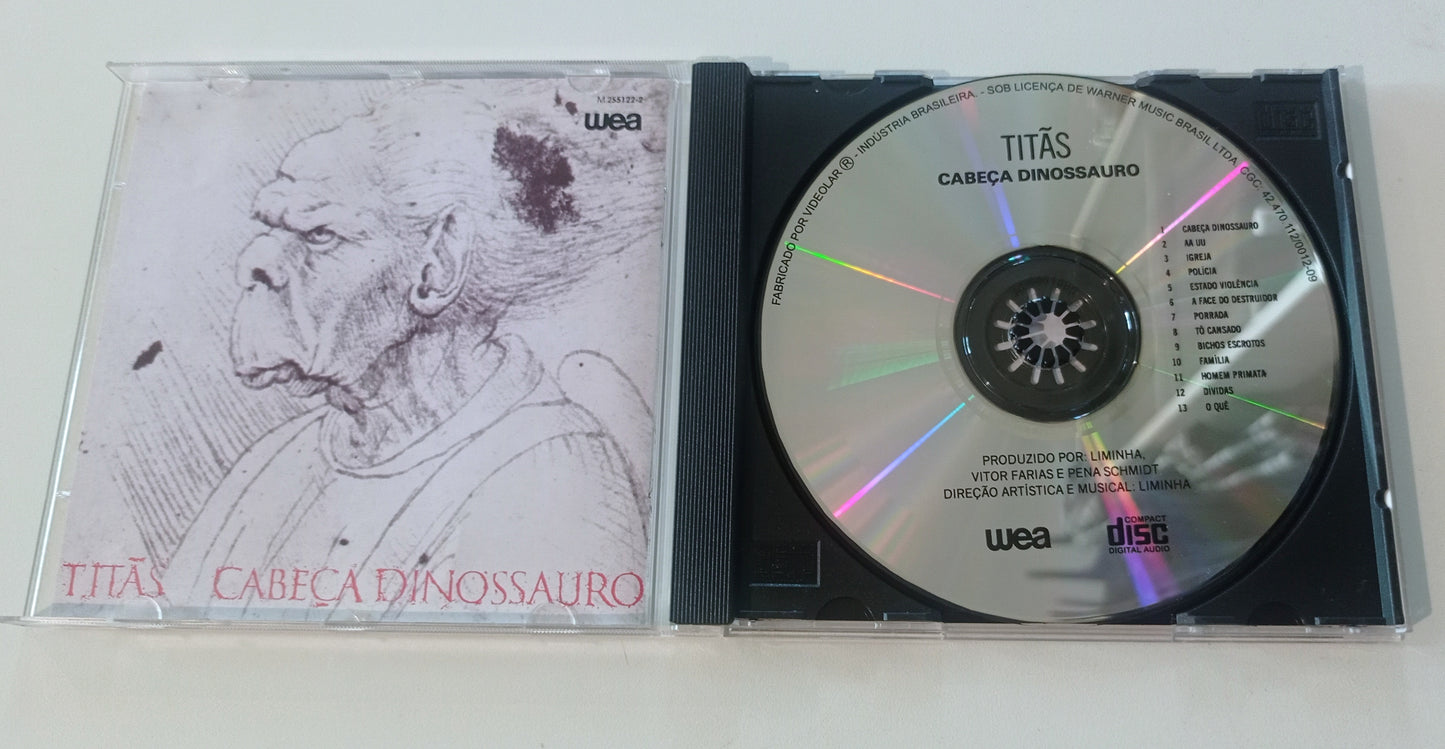 M 255122-2
wea
TITÃS CABEÇA DINOSSAURO
FABRICADO POR VIDEOLAR ® - INDÚSTRIA BRASILEIRA. - SOB LICENÇA DE WARNER MUSIC BRASIL LTDA CGC: 42.470.112/0012-09
TITÃS
CABEÇA DINOSSAURO
1 CABEÇA DINOSSAURO
2 AA UU
3 IGREJA
4 POLÍCIA
5 ESTADO VIOLÊNCIA
6 A FACE DO DESTRUIDOR
7 PORRADA
8 TÔ CANSADO
9 BICHOS ESCROTOS
10 FAMÍLIA
11 HOMEM PRIMATA
12 DÍVIDAS
13 O QUÊ
PRODUZIDO POR: LIMINHA,
VITOR FARIAS E PENA SCHMIDT
DIREÇÃO ARTÍSTICA E MUSICAL: LIMINHA
wea
COMPACT
disc
DIGITAL AUDIO